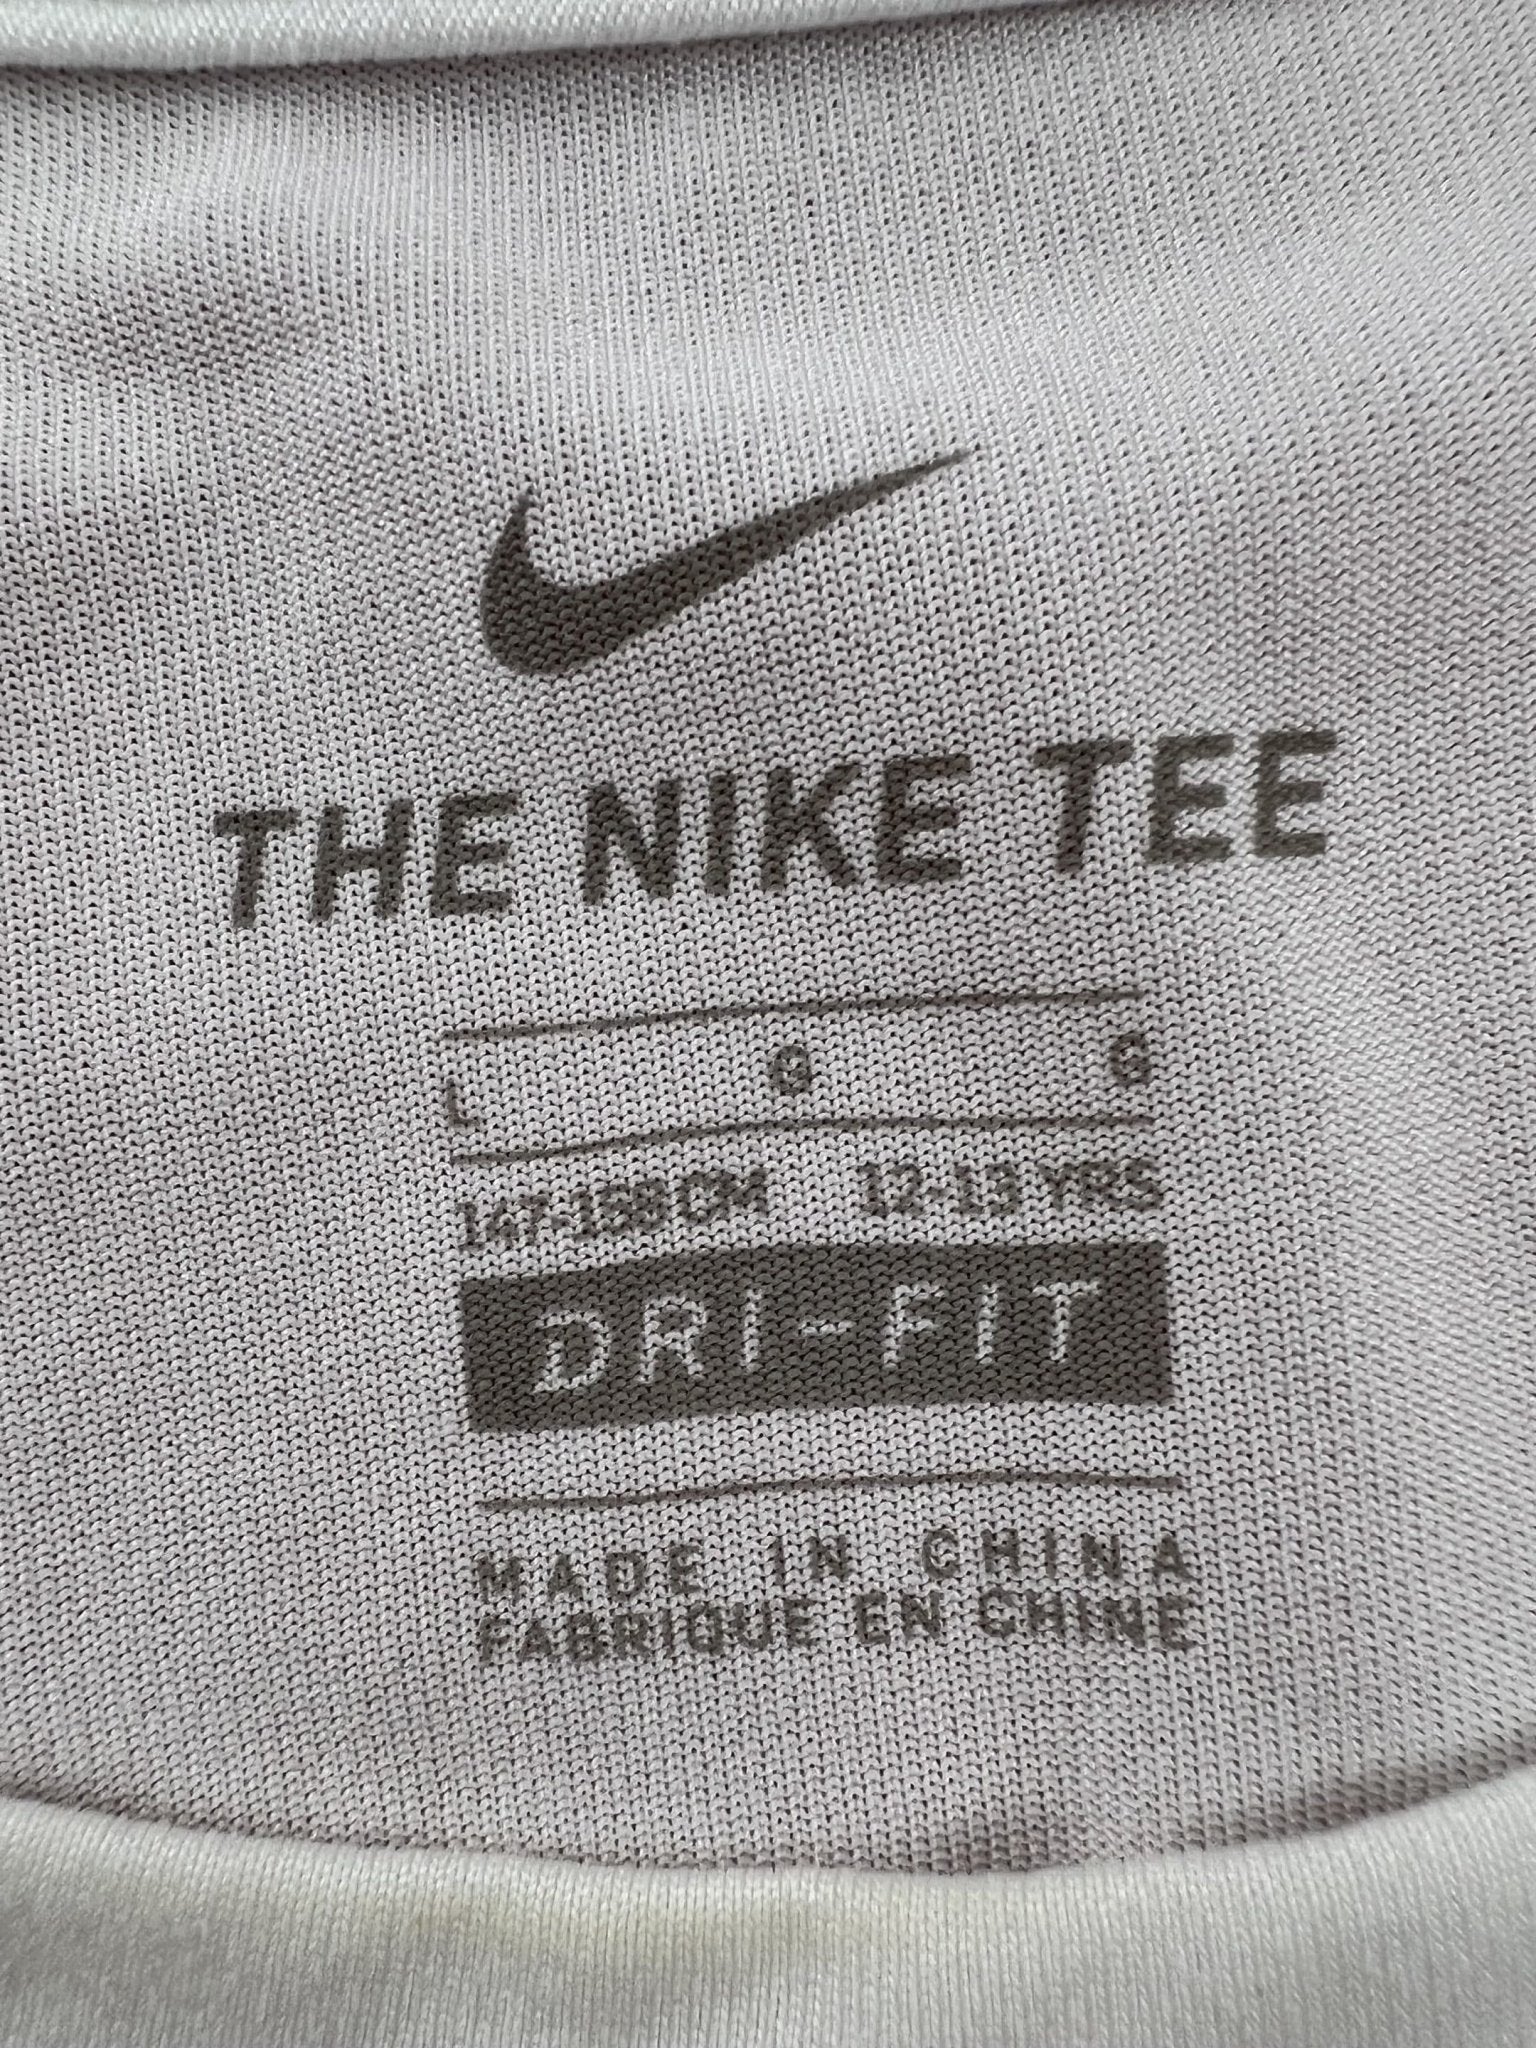 THE NIKE TEE
L G G
147-158 CM 12-13 YRS
DRI-FIT
MADE IN CHINA
FABRIQUE EN CHINE